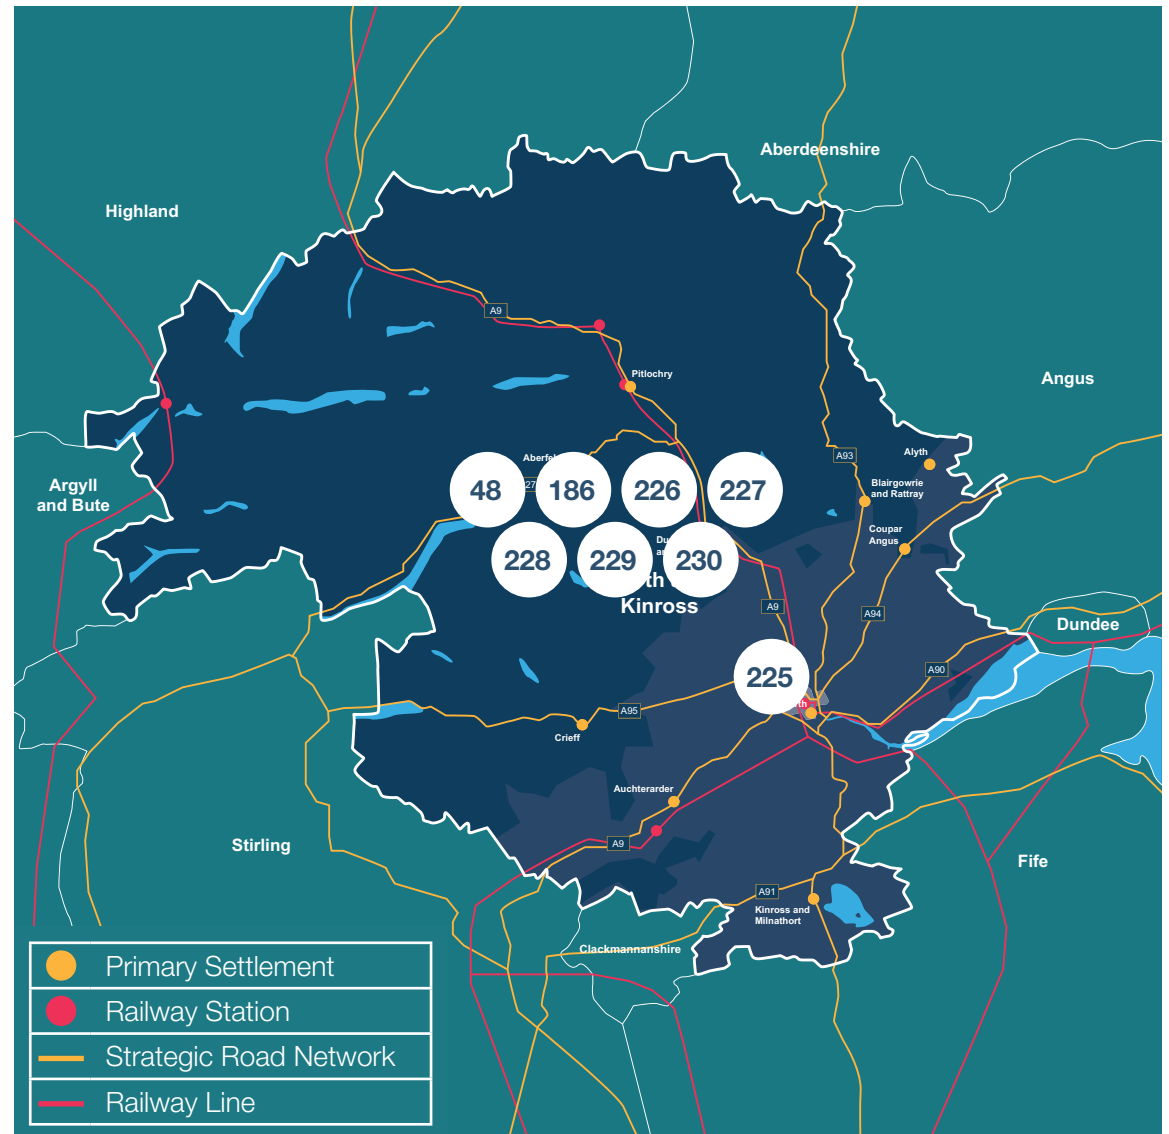 Aberdeenshire
Highland
A9
Pitlochry
Angus
Alyth
A93
Blairgowrie
and Rattray
Argyll
and Bute
48
186
226
227
Coupar
Angus
228
229
230
Kinross
A9
A94
Dundee
225
A90
A95
Crieff
Auchterarder
A9
Stirling
Fife
A91
Kinross and
Milnathort
Clackmannanshire
Primary Settlement
Railway Station
Strategic Road Network
Railway Line